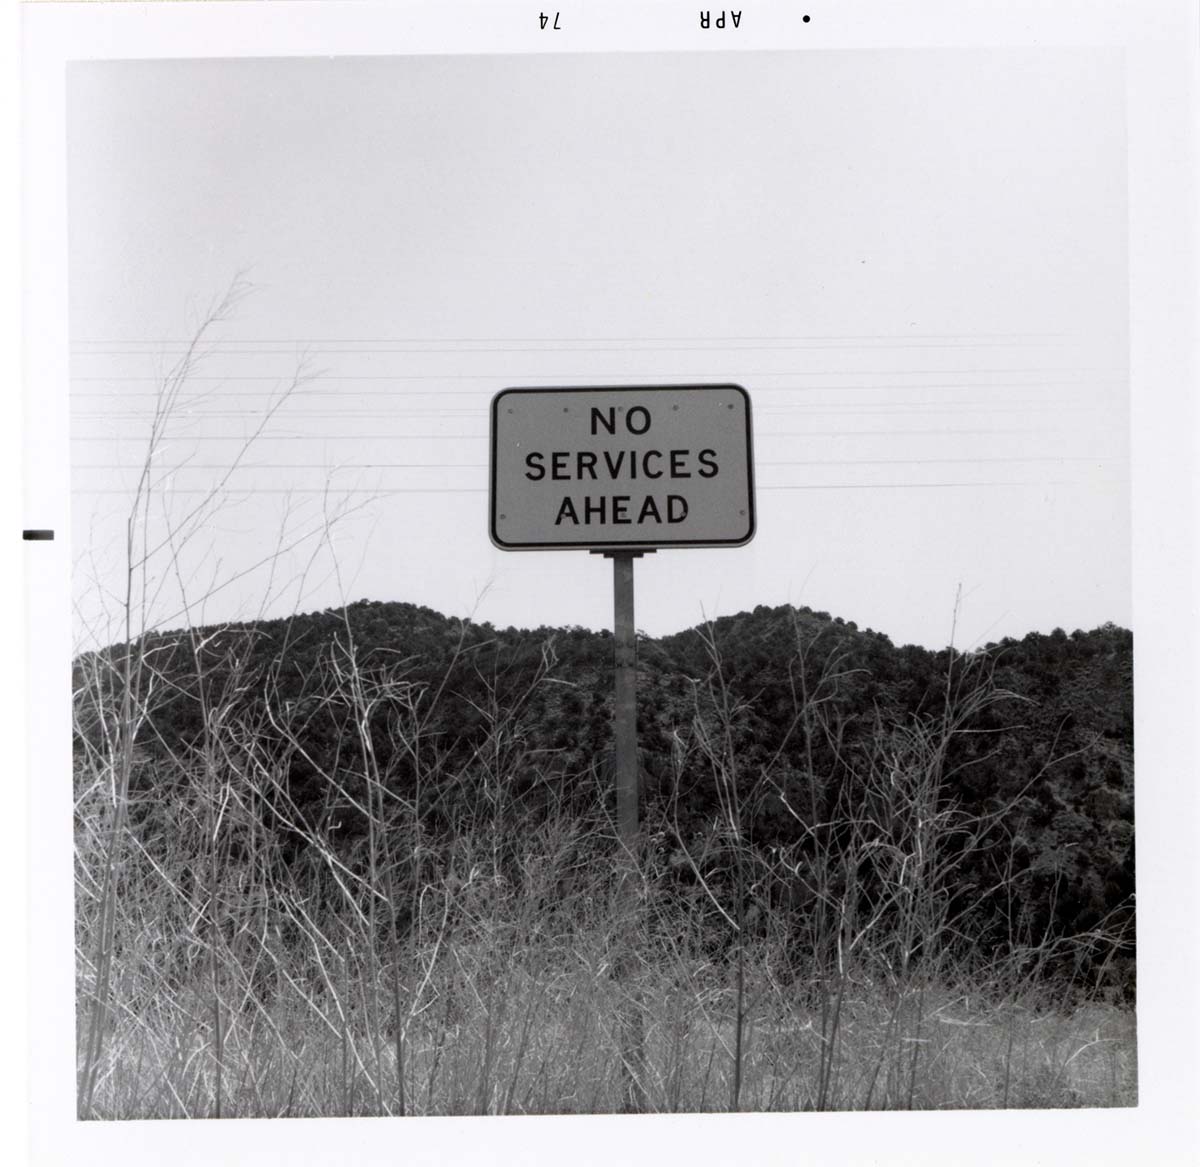 74 APR •
NO
SERVICES
AHEAD